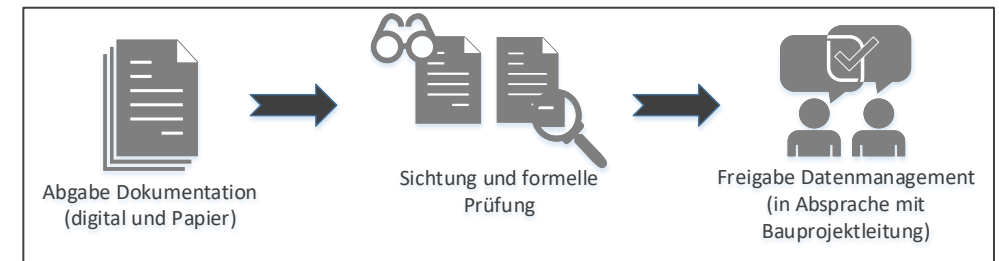 Abgabe Dokumentation
(digital und Papier)
Sichtung und formelle
Prüfung
Freigabe Datenmanagement
(in Absprache mit
Bauprojektleitung)